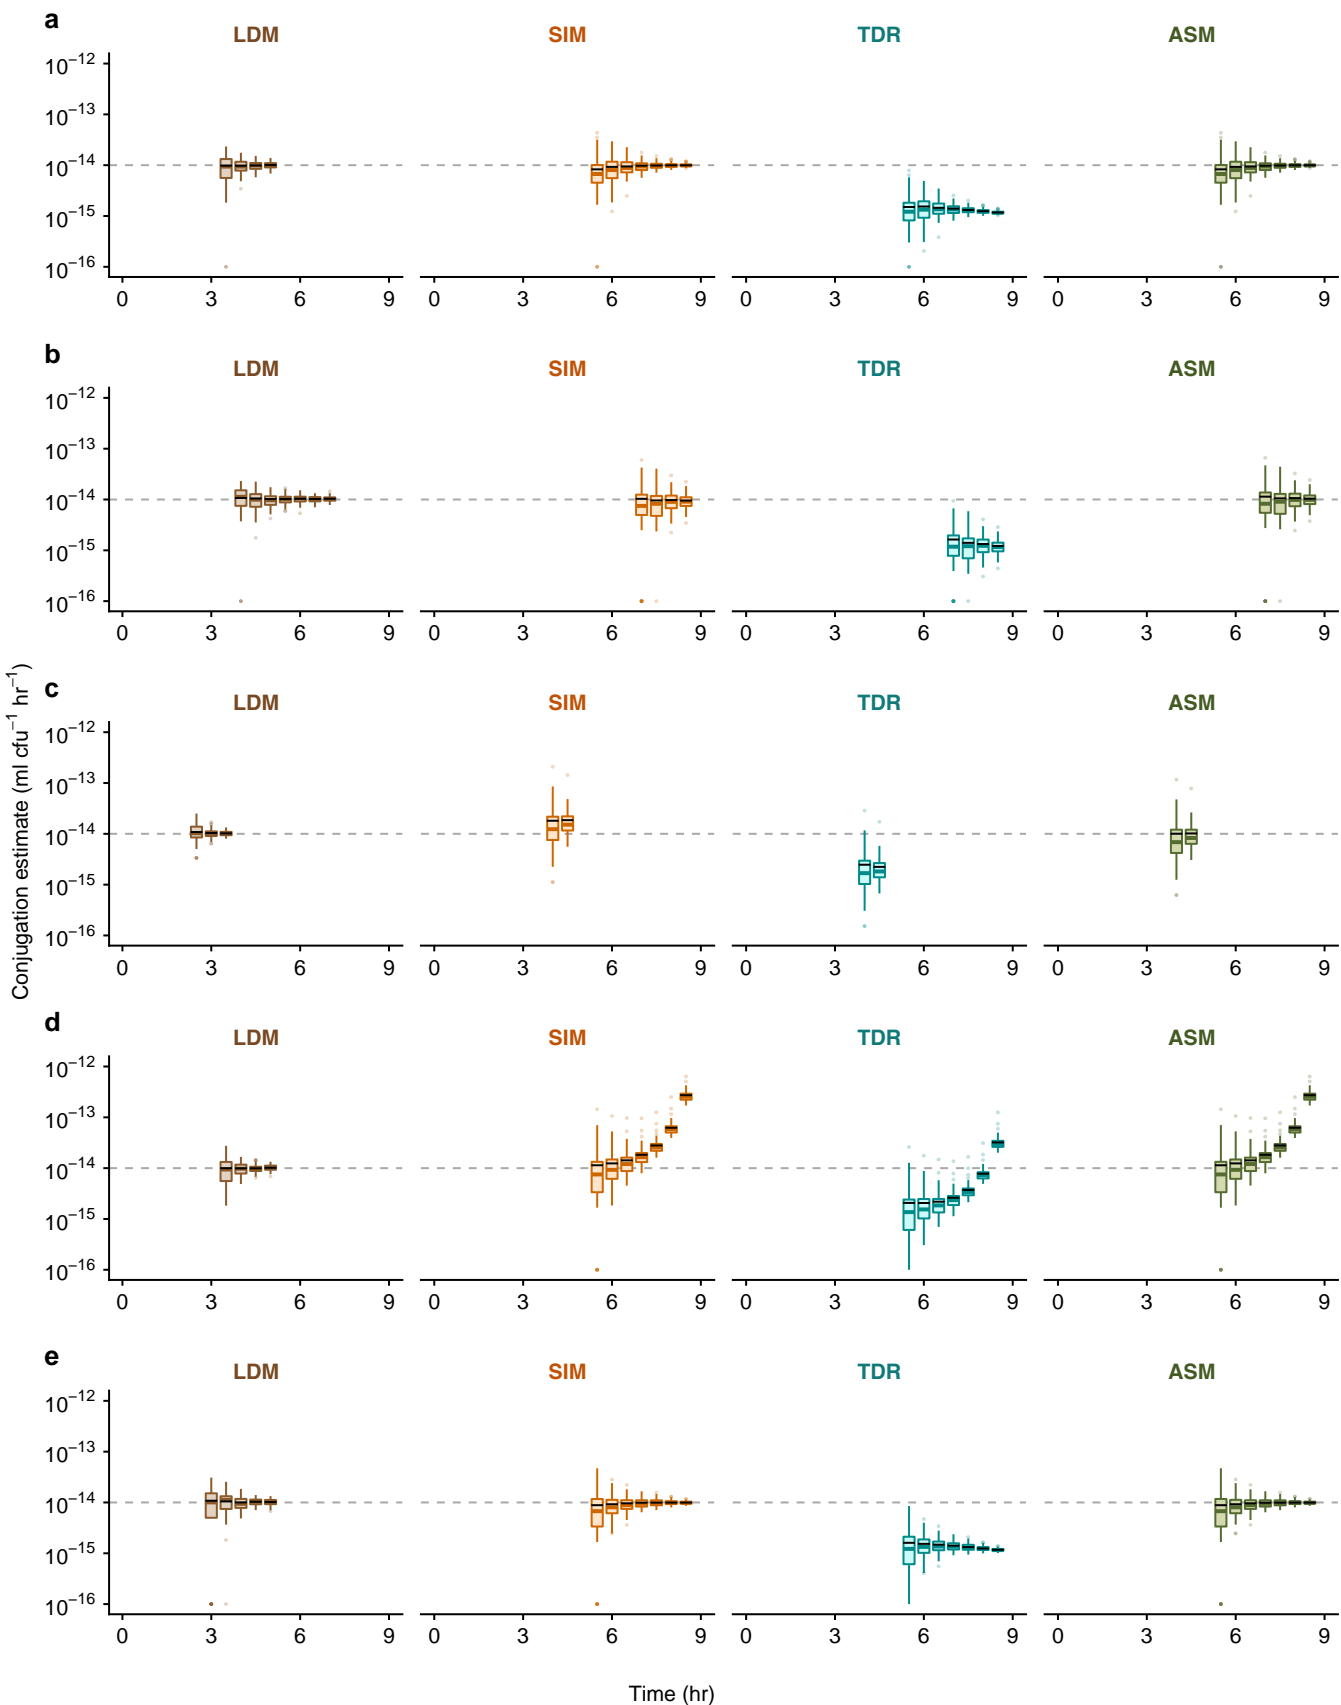 a
LDM SIM TDR ASM
10⁻¹²
10⁻¹³
10⁻¹⁴
10⁻¹⁵
10⁻¹⁶
0 3 6 9 0 3 6 9 0 3 6 9 0 3 6 9
b
LDM SIM TDR ASM
10⁻¹²
10⁻¹³
10⁻¹⁴
10⁻¹⁵
10⁻¹⁶
0 3 6 9 0 3 6 9 0 3 6 9 0 3 6 9
Conjugation estimate (ml cfu⁻¹ hr⁻¹)
c
LDM SIM TDR ASM
10⁻¹²
10⁻¹³
10⁻¹⁴
10⁻¹⁵
10⁻¹⁶
0 3 6 9 0 3 6 9 0 3 6 9 0 3 6 9
d
LDM SIM TDR ASM
10⁻¹²
10⁻¹³
10⁻¹⁴
10⁻¹⁵
10⁻¹⁶
0 3 6 9 0 3 6 9 0 3 6 9 0 3 6 9
e
LDM SIM TDR ASM
10⁻¹²
10⁻¹³
10⁻¹⁴
10⁻¹⁵
10⁻¹⁶
0 3 6 9 0 3 6 9 0 3 6 9 0 3 6 9
Time (hr)